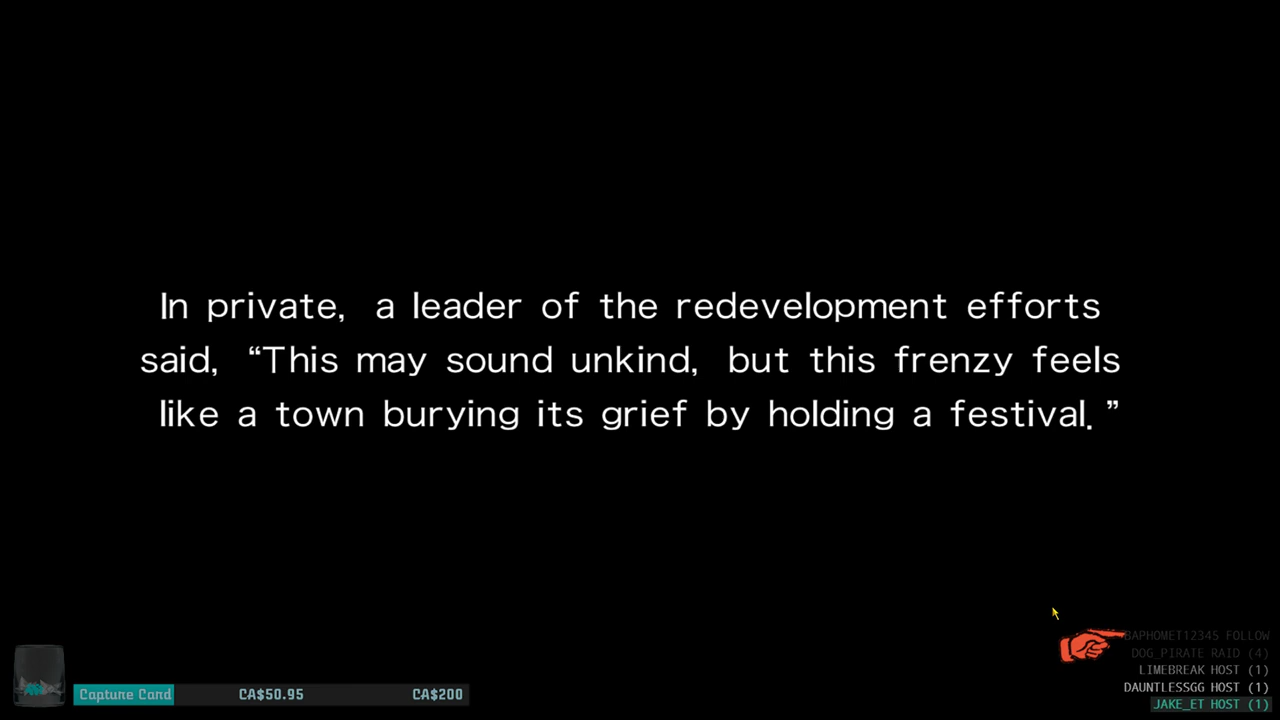 In private, a leader of the redevelopment efforts
said, “This may sound unkind, but this frenzy feels
like a town burying its grief by holding a festival.”
BAPHOMET12345 FOLLOW
DOG_PIRATE RAID (4)
LIMEBREAK HOST (1)
DAUNTLESSGG HOST (1)
JAKE_ET HOST (1)
Capture Card CA$50.95 CA$200